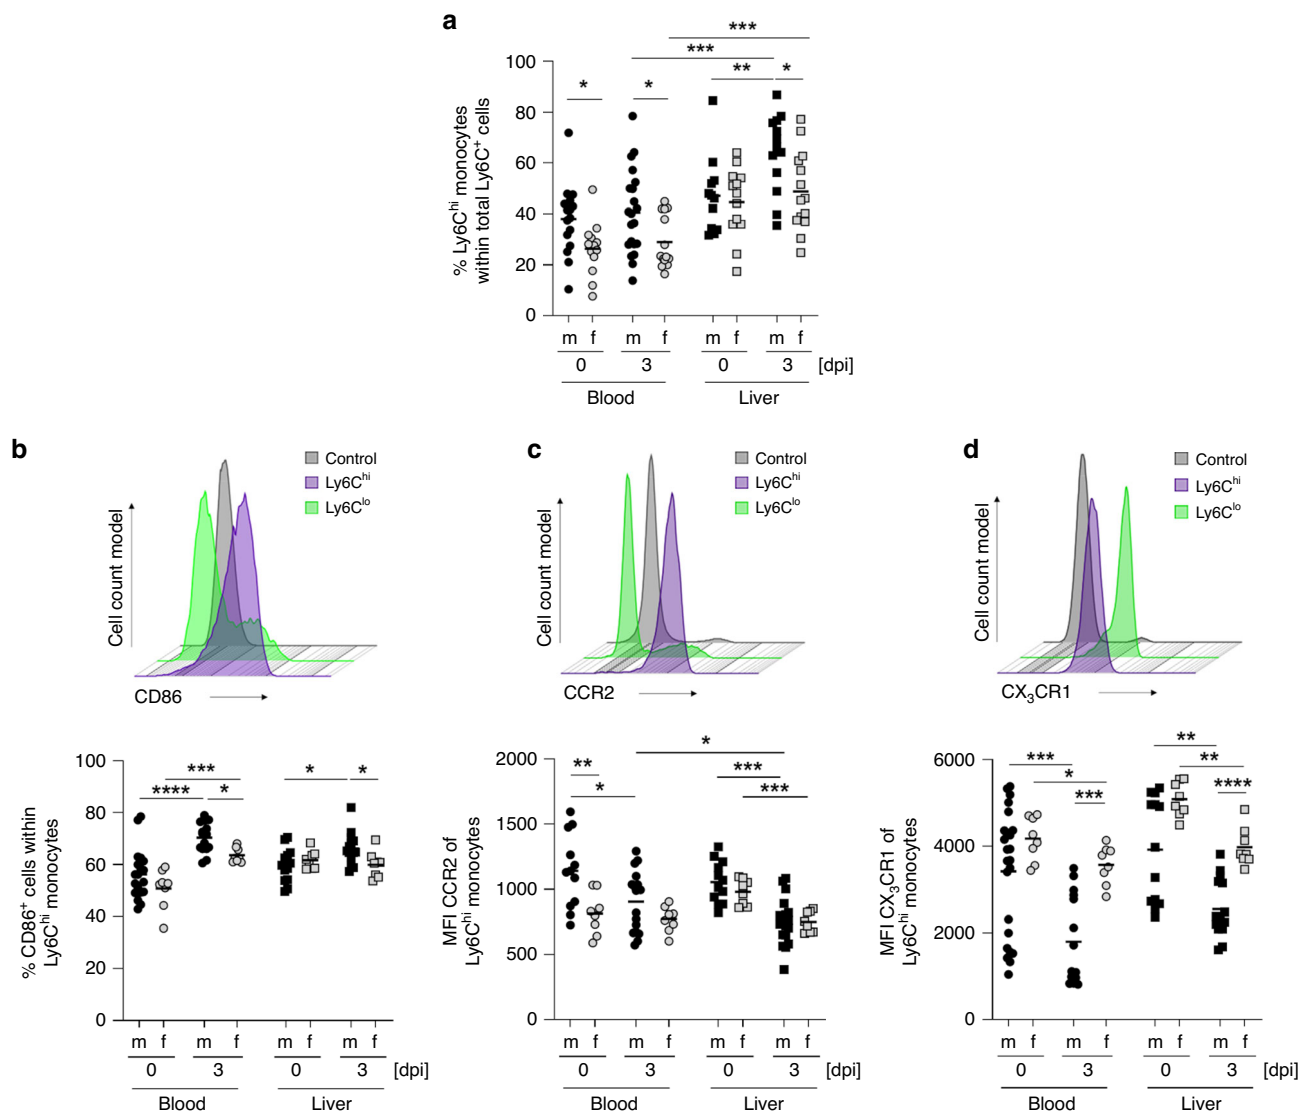 a
***
***
** *
* *
% Ly6Chi monocytes
within total Ly6C+ cells
100
80
60
40
20
0
m f m f m f m f
0 3 0 3 [dpi]
Blood Liver
b
Control
Ly6Chi
Ly6Clo
Cell count model
CD86
% CD86+ cells within
Ly6Chi monocytes
100
80
60
40
20
0
***
**** *
* *
m f m f m f m f
0 3 0 3 [dpi]
Blood Liver
c
Control
Ly6Chi
Ly6Clo
Cell count model
CCR2
MFI CCR2 of
Ly6Chi monocytes
2000
1500
1000
500
0
*
**
*
***
***
m f m f m f m f
0 3 0 3 [dpi]
Blood Liver
d
Control
Ly6Chi
Ly6Clo
Cell count model
CX3CR1
MFI CX3CR1 of
Ly6Chi monocytes
6000
4000
2000
0
***
*
***
**
**
****
m f m f m f m f
0 3 0 3
Blood Liver